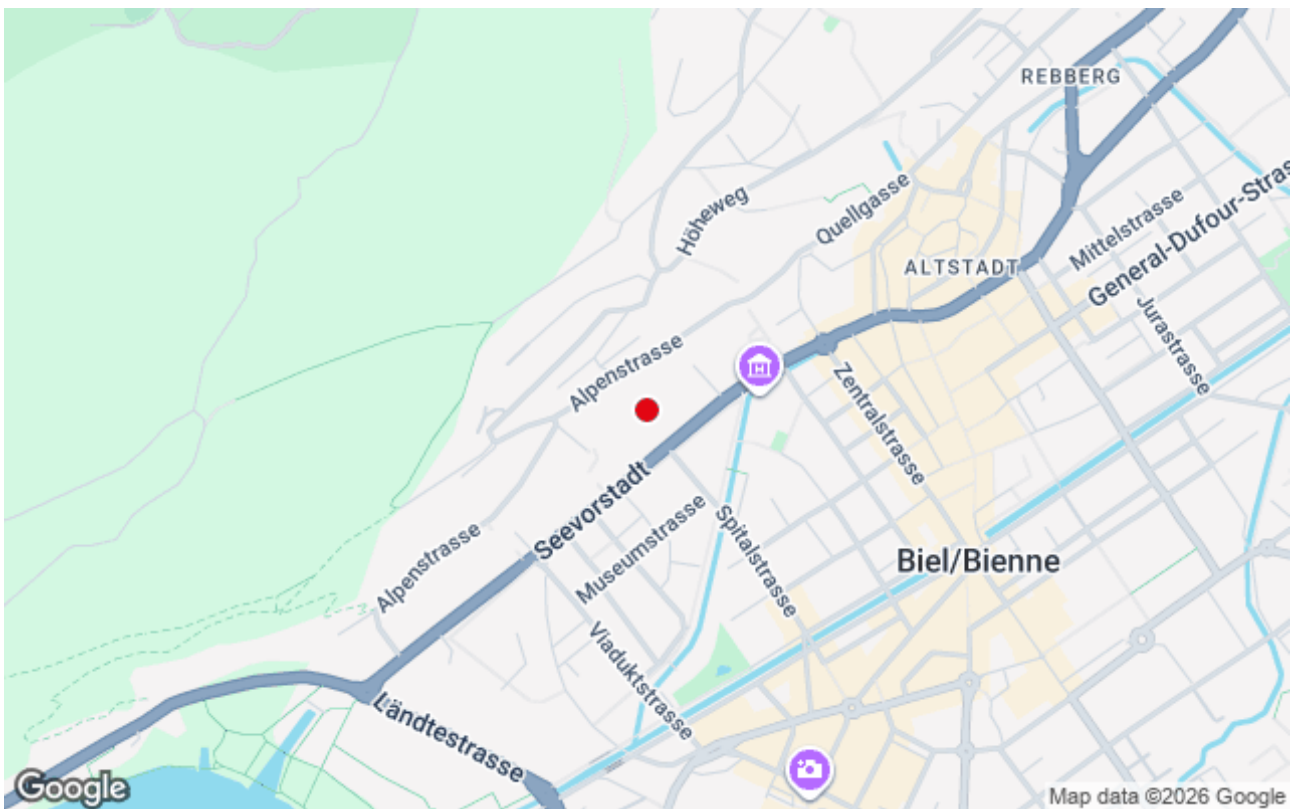 REBBERG
Höheweg
Quellgasse
Mittelstrasse
ALTSTADT
General-Dufour-Stras
Jurastrasse
Alpenstrasse
Zentralstrasse
Seevorstadt
Spitalstrasse
Museumstrasse
Biel/Bienne
Alpenstrasse
Viaduktstrasse
Ländtestrasse
Google
Map data ©2026 Google